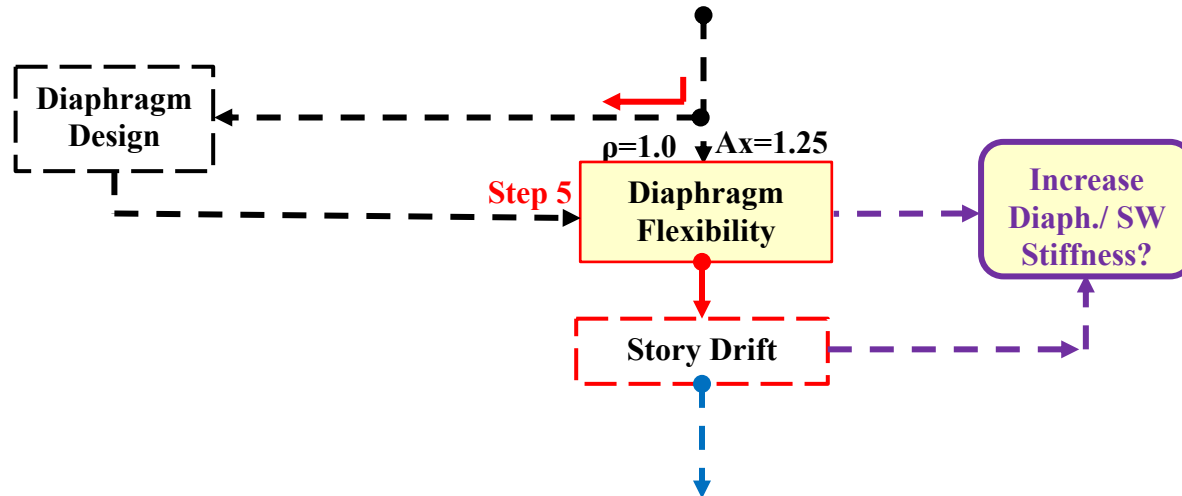 Diaphragm
Design
ρ=1.0
Ax=1.25
Step 5
Diaphragm
Flexibility
Increase
Diaph./ SW
Stiffness?
Story Drift